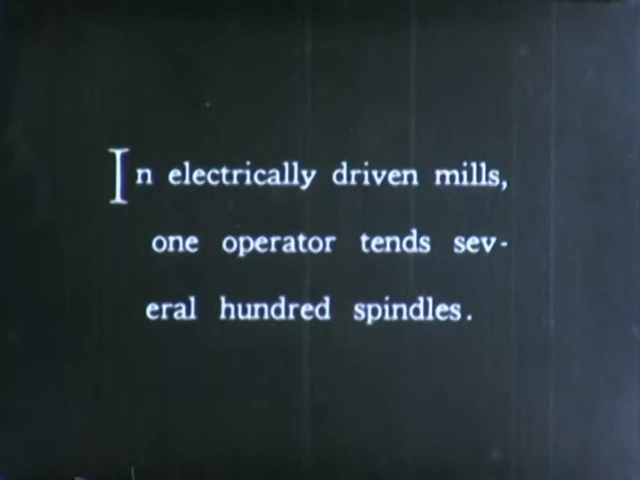 In electrically driven mills,
one operator tends sev-
eral hundred spindles.